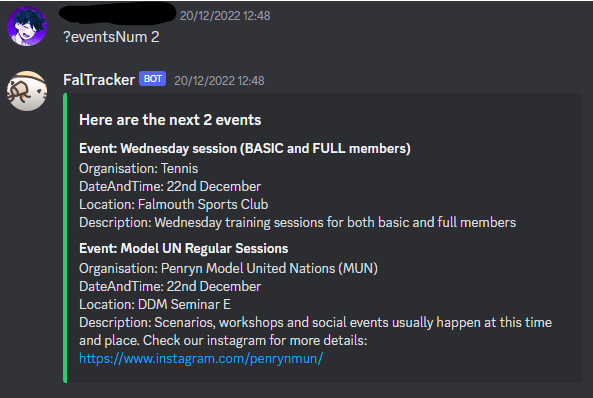 20/12/2022 12:48
?eventsNum 2
FalTracker BOT 20/12/2022 12:48
Here are the next 2 events
Event: Wednesday session (BASIC and FULL members)
Organisation: Tennis
DateAndTime: 22nd December
Location: Falmouth Sports Club
Description: Wednesday training sessions for both basic and full members
Event: Model UN Regular Sessions
Organisation: Penryn Model United Nations (MUN)
DateAndTime: 22nd December
Location: DDM Seminar E
Description: Scenarios, workshops and social events usually happen at this time
and place. Check our instagram for more details:
https://www.instagram.com/penrynmun/